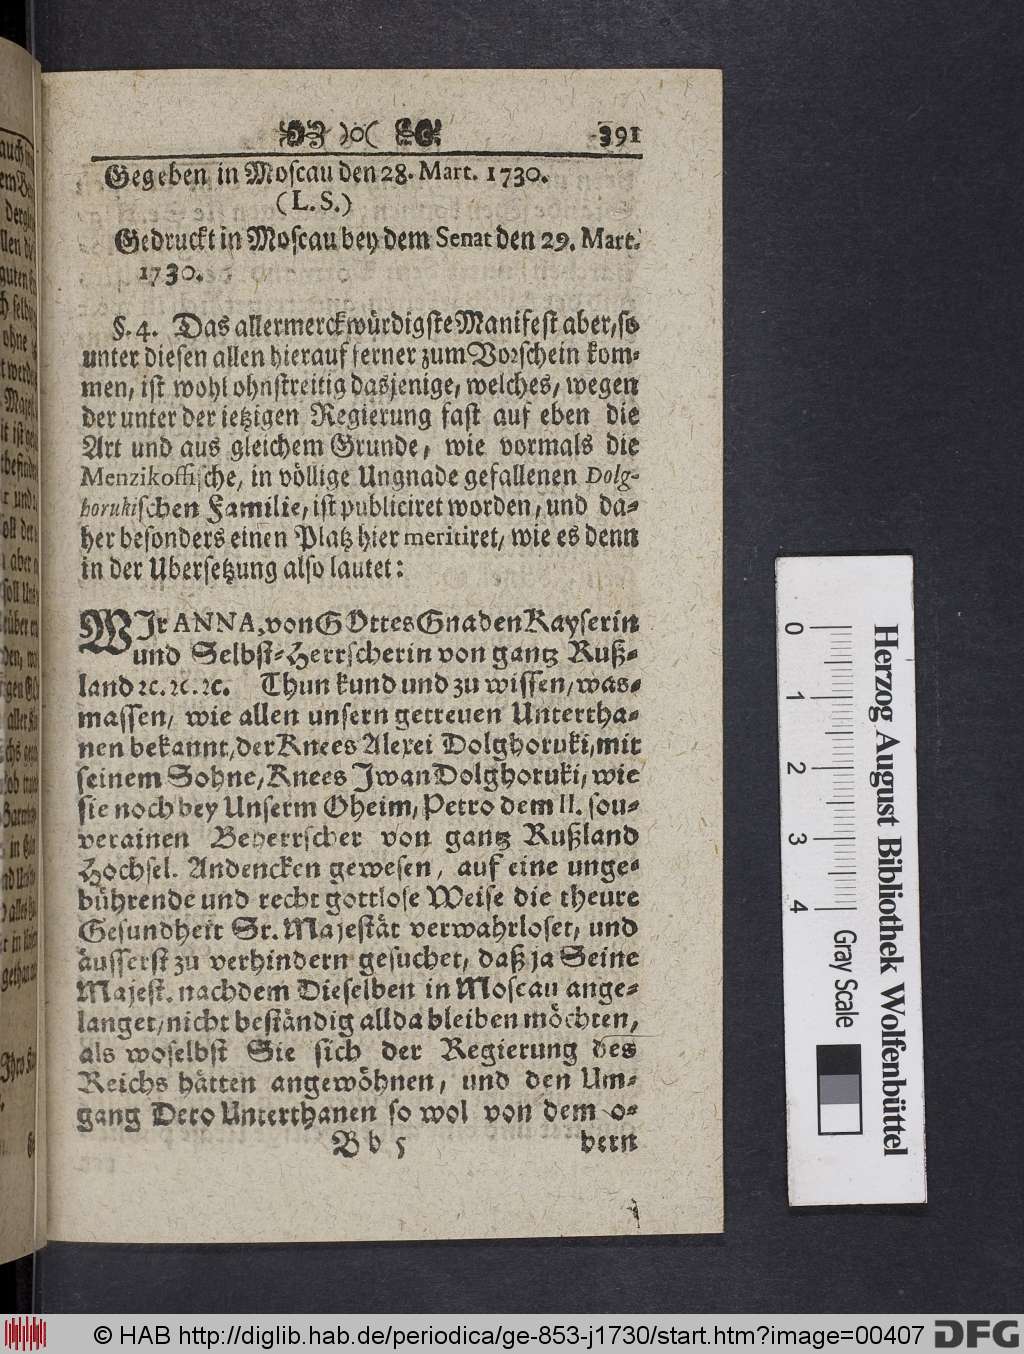 )o( 391
Gegeben in Moscau den 28. Mart. 1730.
(L.S.)
Gedruckt in Moscau bey dem Senat den 29. Mart.
1730.
§. 4. Das allermerckwürdigste Manifest aber, so
unter diesen allen hierauf ferner zum Vorschein kom-
men, ist wohl ohnstreitig dasjenige, welches, wegen
der unter der ietzigen Regierung fast auf eben die
Art und aus gleichem Grunde, wie vormals die
Menzikoffische, in völlige Ungnade gefallenen Dolg-
horukischen Familie, ist publiciret worden, und da-
her besonders einen Platz hier meritiret, wie es denn
in der Ubersetzung also lautet:
WIr ANNA, von GOttes Gnaden Kayserin
und Selbst-Herrscherin von gantz Ruß-
land ꝛc. ꝛc. ꝛc. Thun kund und zu wissen, was-
massen, wie allen unsern getreuen Untertha-
nen bekannt, der Knees Alexei Dolghoruki, mit
seinem Sohne, Knees Iwan Dolghoruki, wie
sie noch bey Unserm Oheim, Petro dem II. sou-
verainen Beherrscher von gantz Rußland
Hochsel. Andencken gewesen, auf eine unge-
bührende und recht gottlose Weise die theure
Gesundheit Sr. Majestät verwahrloset, und
äusserst zu verhindern gesuchet, daß ja Seine
Majest. nachdem Dieselben in Moscau ange-
langet, nicht beständig allda bleiben möchten,
als woselbst Sie sich der Regierung des
Reichs hätten angewöhnen, und den Um-
gang Dero Unterthanen so wol von dem o-
Bb 5 bern
Herzog August Bibliothek Wolfenbüttel
0 1 2 3 4 Gray Scale
© HAB http://diglib.hab.de/periodica/ge-853-j1730/start.htm?image=00407 DFG